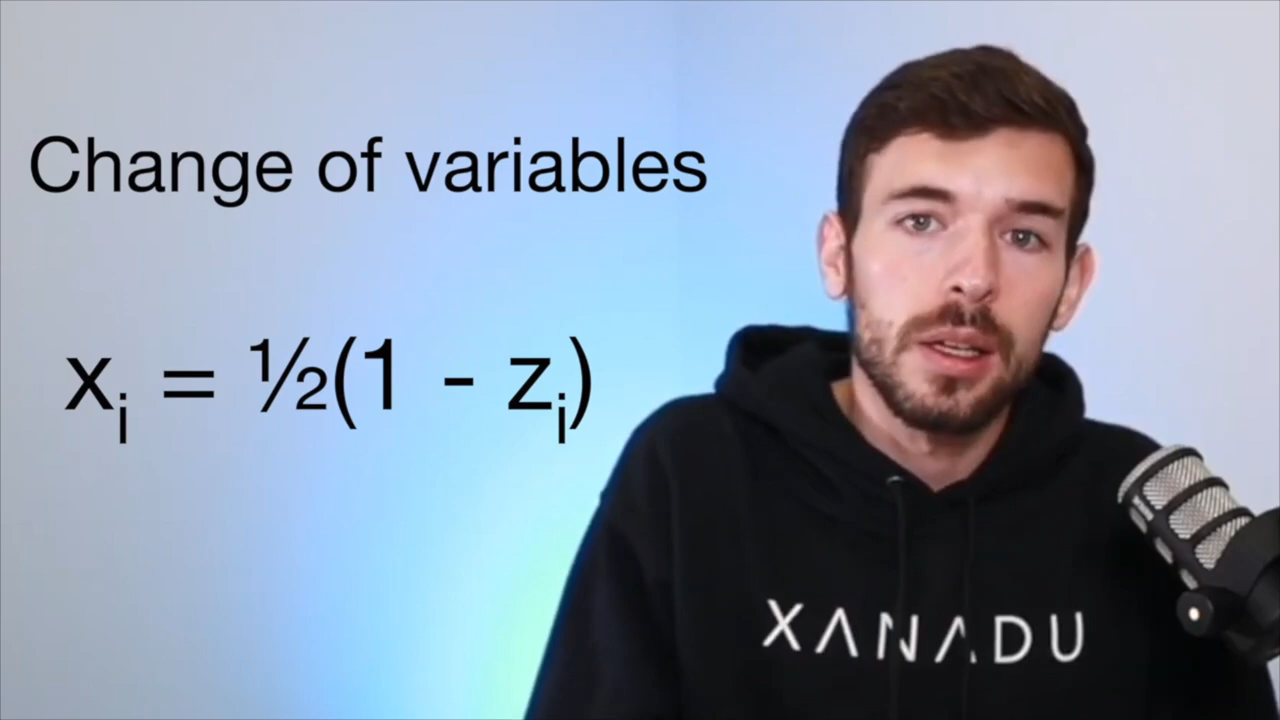 Change of variables
xᵢ = ½(1 - zᵢ)
XANADU